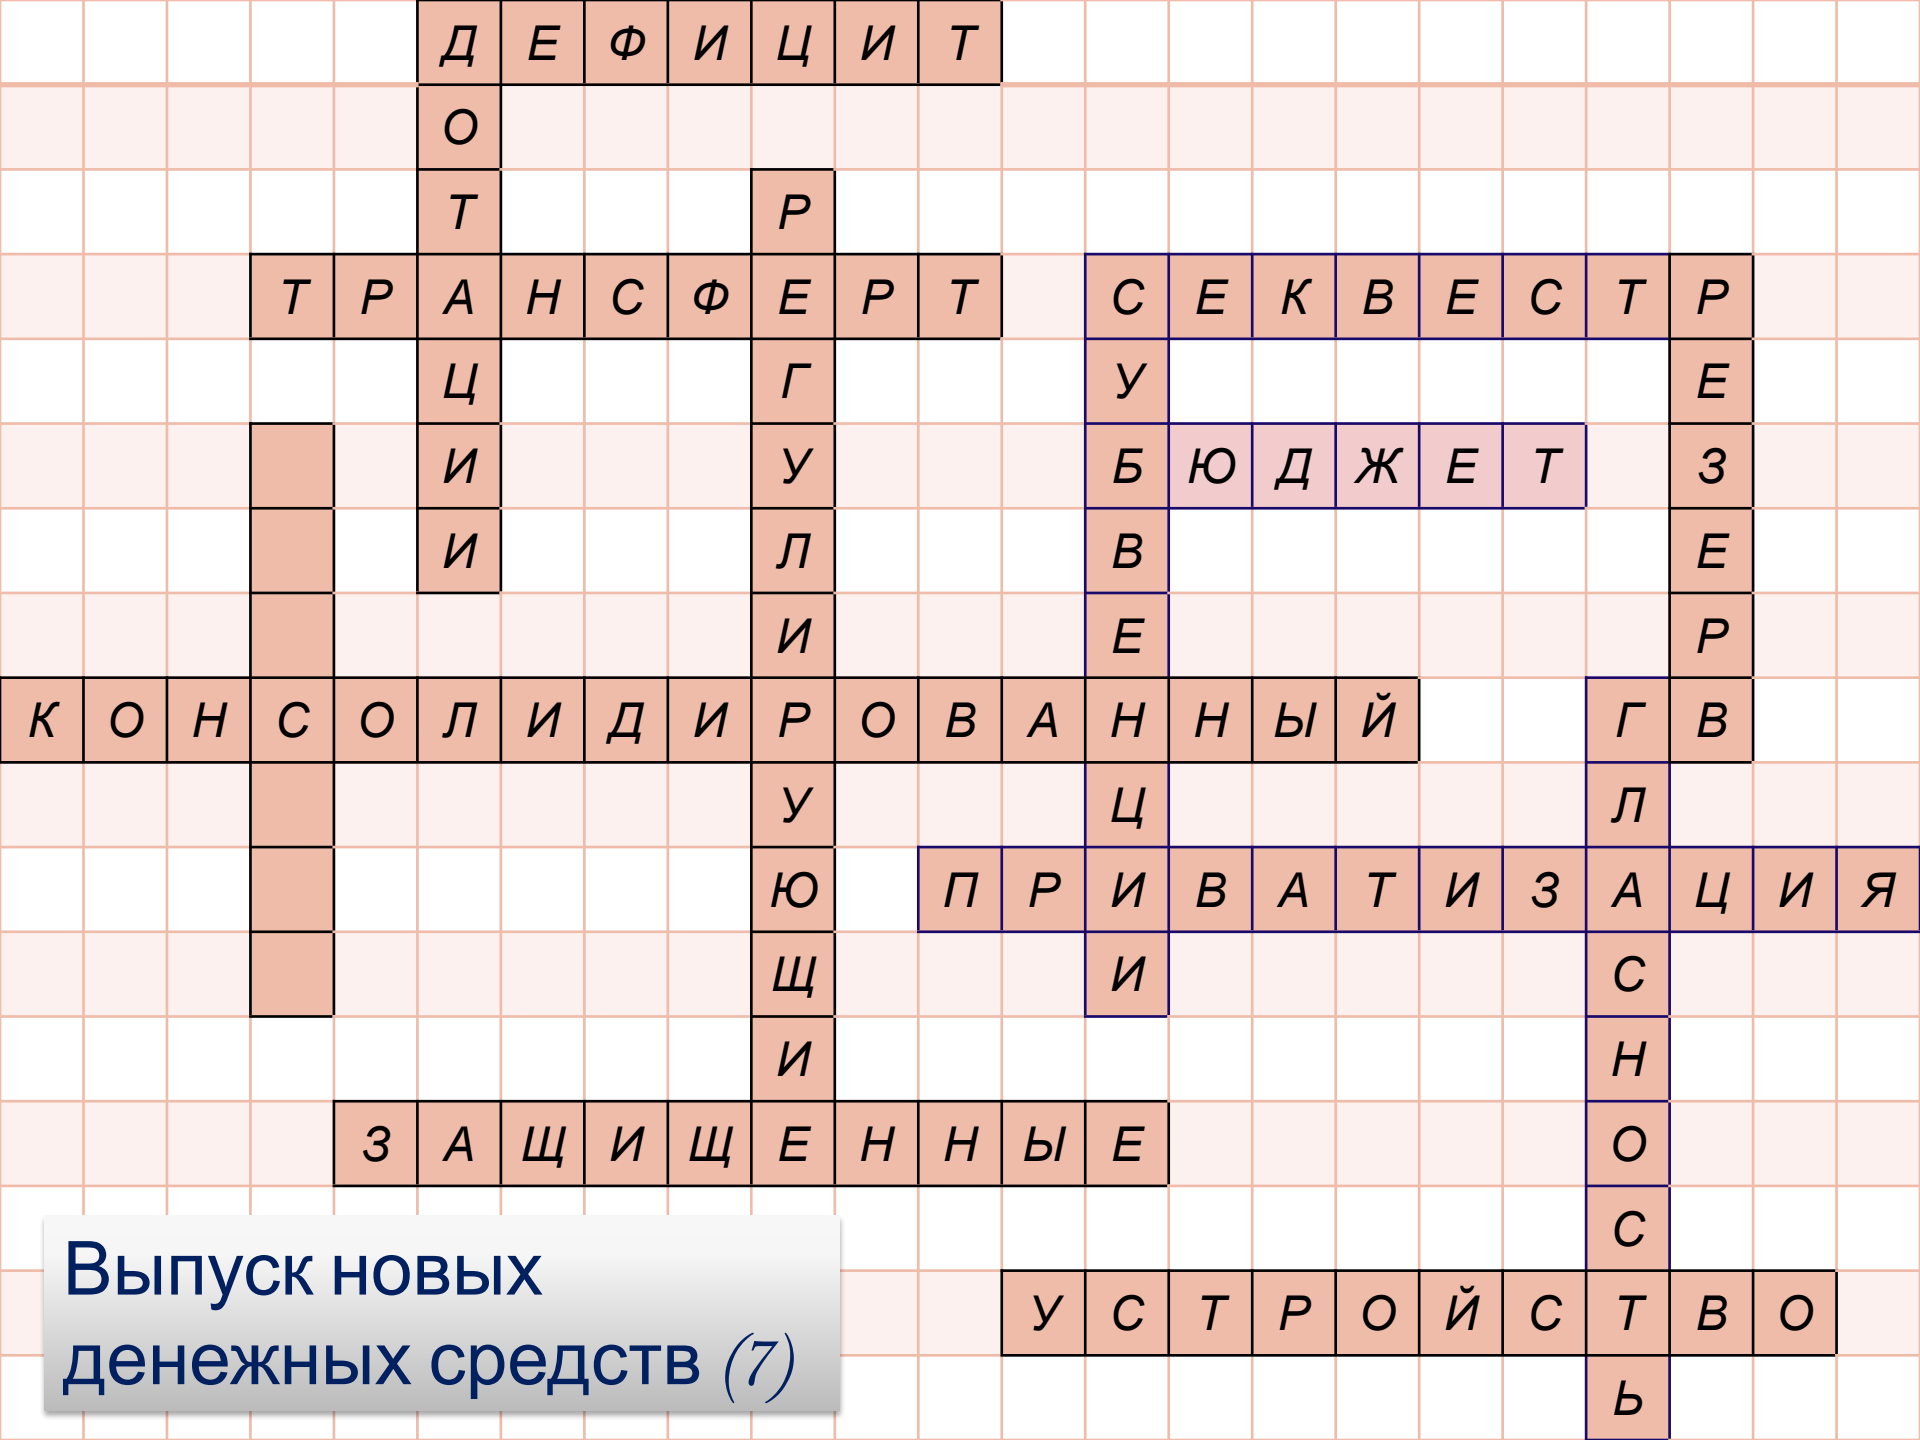 ДЕФИЦИТ
ДОТАЦИИ
РЕГУЛИРУЮЩИЕ
ТРАНСФЕРТ
СЕКВЕСТР
СУБВЕНЦИИ
РЕЗЕРВ
БЮДЖЕТ
КОНСОЛИДИРОВАННЫЙ
ГЛАСНОСТЬ
ПРИВАТИЗАЦИЯ
ЗАЩИЩЕННЫЕ
УСТРОЙСТВО
Выпуск новых
денежных средств (7)